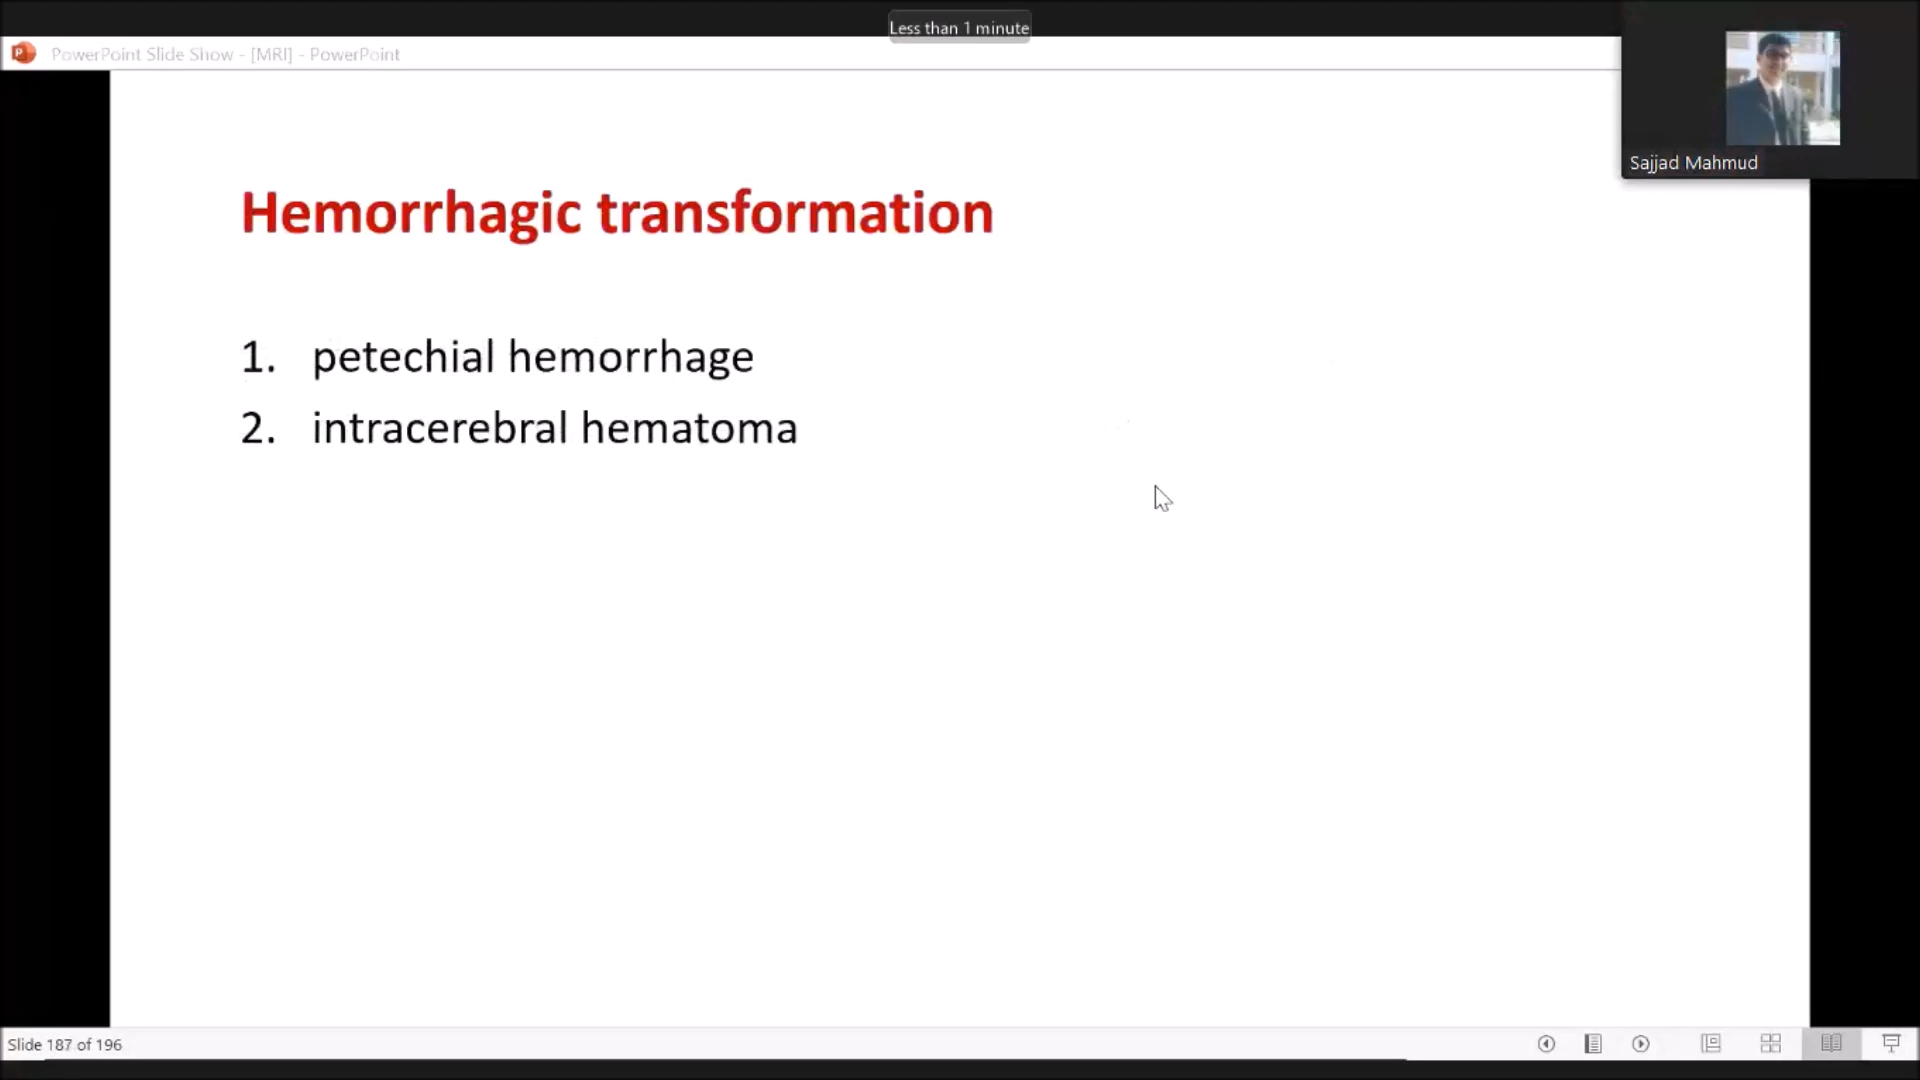 Less than 1 minute
PowerPoint Slide Show - [MRI] - PowerPoint
Sajjad Mahmud
Hemorrhagic transformation
1. petechial hemorrhage
2. intracerebral hematoma
Slide 187 of 196